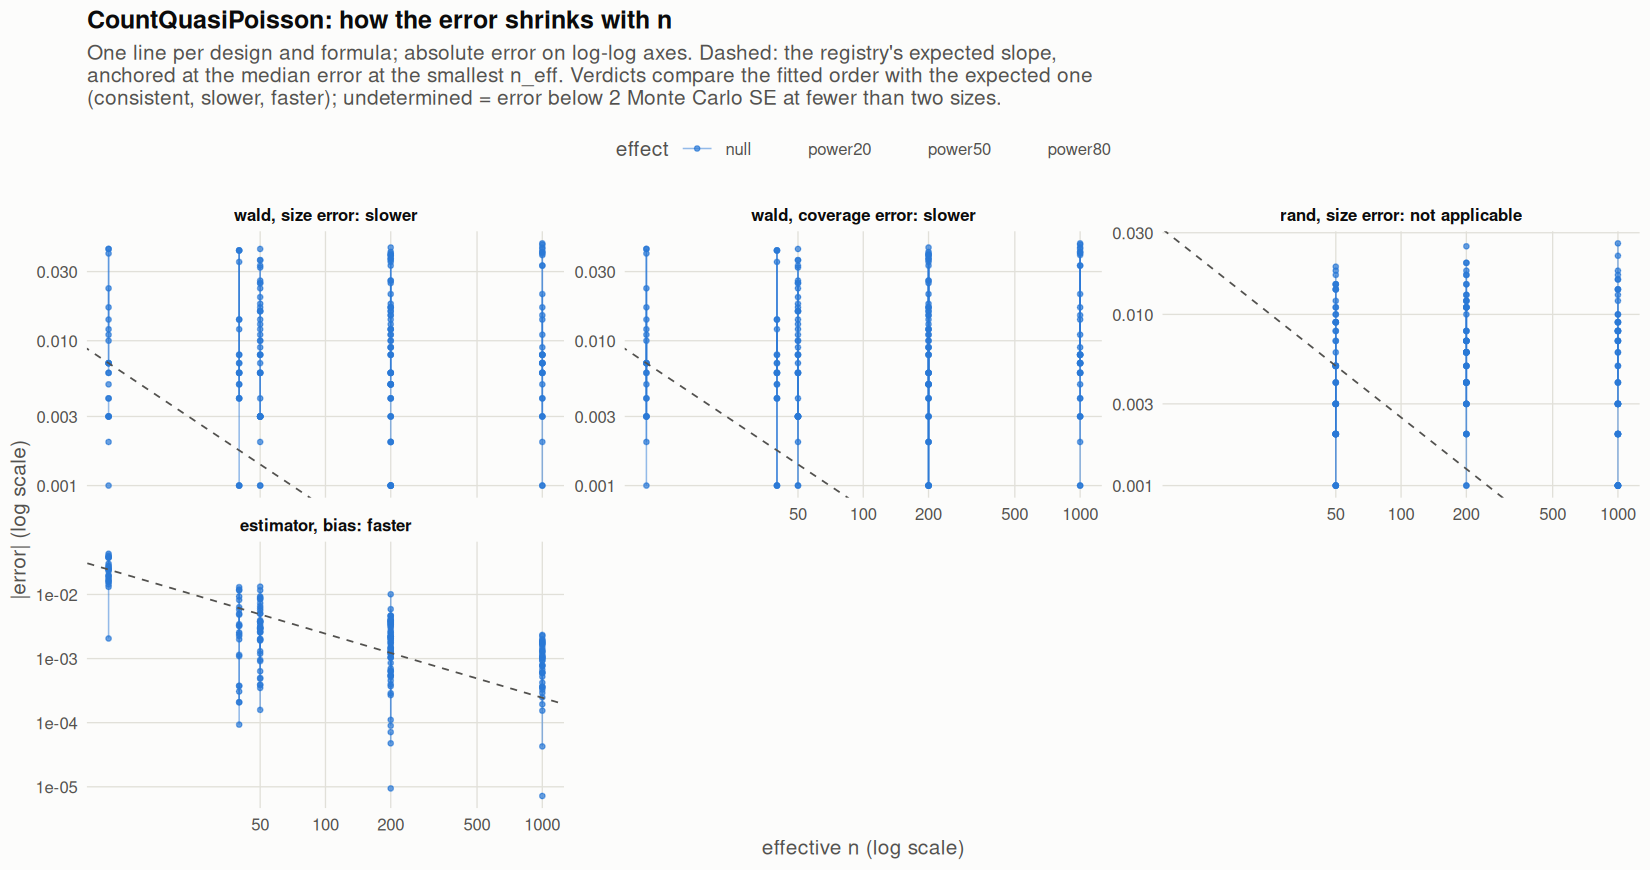 CountQuasiPoisson: how the error shrinks with n
One line per design and formula; absolute error on log-log axes. Dashed: the registry's expected slope,
anchored at the median error at the smallest n_eff. Verdicts compare the fitted order with the expected one
(consistent, slower, faster); undetermined = error below 2 Monte Carlo SE at fewer than two sizes.
effect null power20 power50 power80
wald, size error: slower
wald, coverage error: slower
rand, size error: not applicable
0.030
0.010
0.003
0.001
0.030
0.010
0.003
0.001
50 100 200 500 1000
0.030
0.010
0.003
0.001
50 100 200 500 1000
estimator, bias: faster
1e-02
1e-03
1e-04
1e-05
50 100 200 500 1000
|error| (log scale)
effective n (log scale)